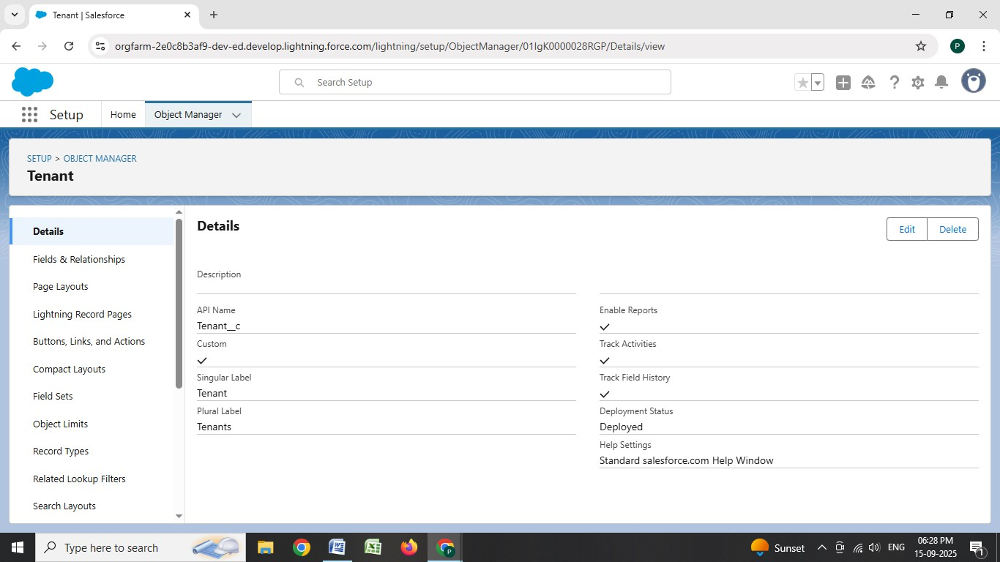 Tenant | Salesforce
orgfarm-2e0c8b3af9-dev-ed.develop.lightning.force.com/lightning/setup/ObjectManager/01IgK0000028RGP/Details/view
P
Search Setup
Setup
Home
Object Manager
SETUP > OBJECT MANAGER
Tenant
Details
Fields & Relationships
Page Layouts
Lightning Record Pages
Buttons, Links, and Actions
Compact Layouts
Field Sets
Object Limits
Record Types
Related Lookup Filters
Search Layouts
Details
Edit
Delete
Description
API Name
Tenant__c
Custom
Singular Label
Tenant
Plural Label
Tenants
Enable Reports
Track Activities
Track Field History
Deployment Status
Deployed
Help Settings
Standard salesforce.com Help Window
Type here to search
P
Sunset
ENG
06:28 PM
15-09-2025
1